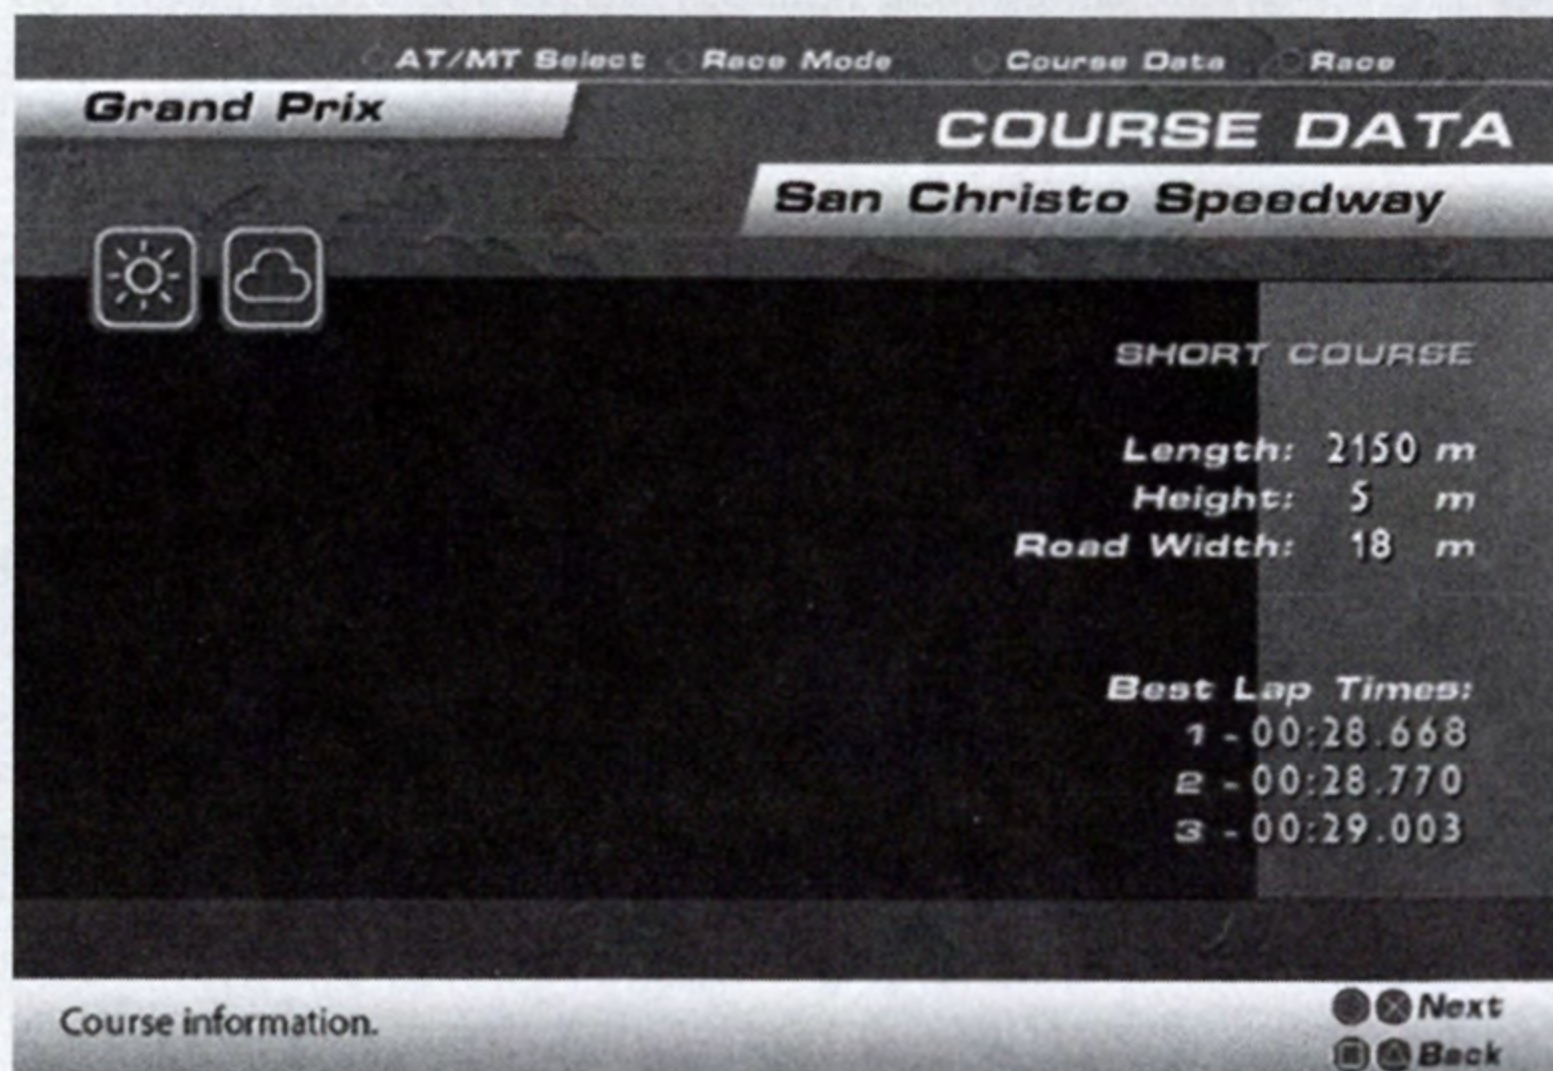 AT/MT Select Race Mode Course Data Race
Grand Prix
COURSE DATA
San Christo Speedway
SHORT COURSE
Length: 2150 m
Height: 5 m
Road Width: 18 m
Best Lap Times:
1 - 00:28.668
2 - 00:28.770
3 - 00:29.003
Course information.
Next
Back